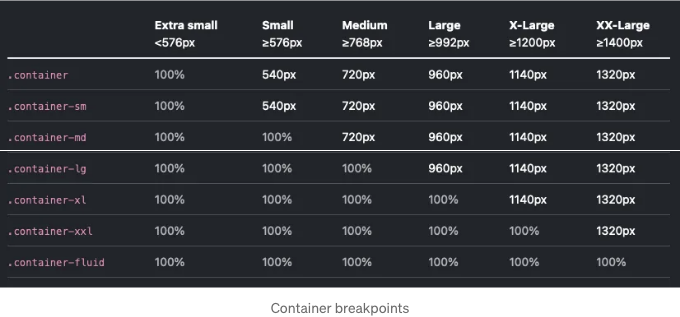 Extra small Small Medium Large X-Large XX-Large
<576px ≥576px ≥768px ≥992px ≥1200px ≥1400px
.container 100% 540px 720px 960px 1140px 1320px
.container-sm 100% 540px 720px 960px 1140px 1320px
.container-md 100% 100% 720px 960px 1140px 1320px
.container-lg 100% 100% 100% 960px 1140px 1320px
.container-xl 100% 100% 100% 100% 1140px 1320px
.container-xxl 100% 100% 100% 100% 100% 1320px
.container-fluid 100% 100% 100% 100% 100% 100%
Container breakpoints